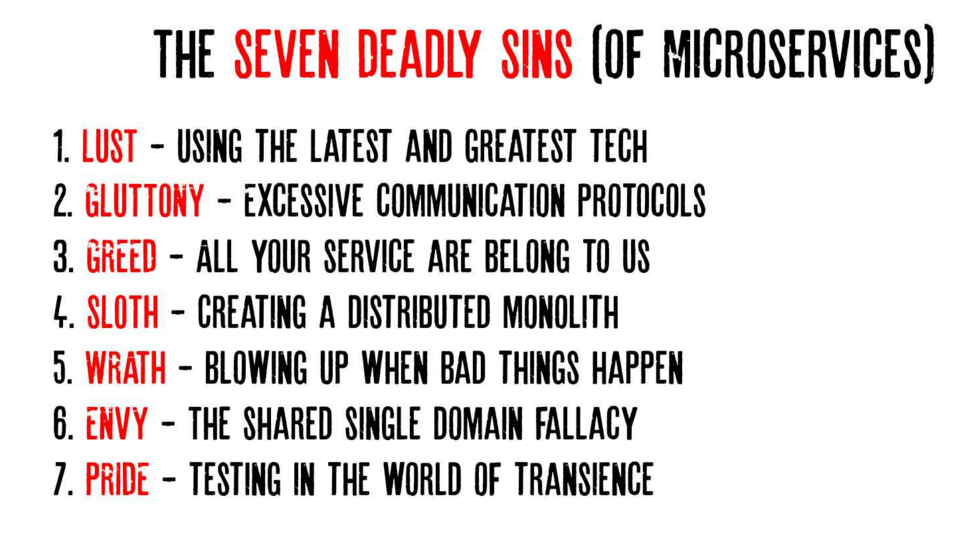 THE SEVEN DEADLY SINS (OF MICROSERVICES)
1. LUST - USING THE LATEST AND GREATEST TECH
2. GLUTTONY - EXCESSIVE COMMUNICATION PROTOCOLS
3. GREED - ALL YOUR SERVICE ARE BELONG TO US
4. SLOTH - CREATING A DISTRIBUTED MONOLITH
5. WRATH - BLOWING UP WHEN BAD THINGS HAPPEN
6. ENVY - THE SHARED SINGLE DOMAIN FALLACY
7. PRIDE - TESTING IN THE WORLD OF TRANSIENCE